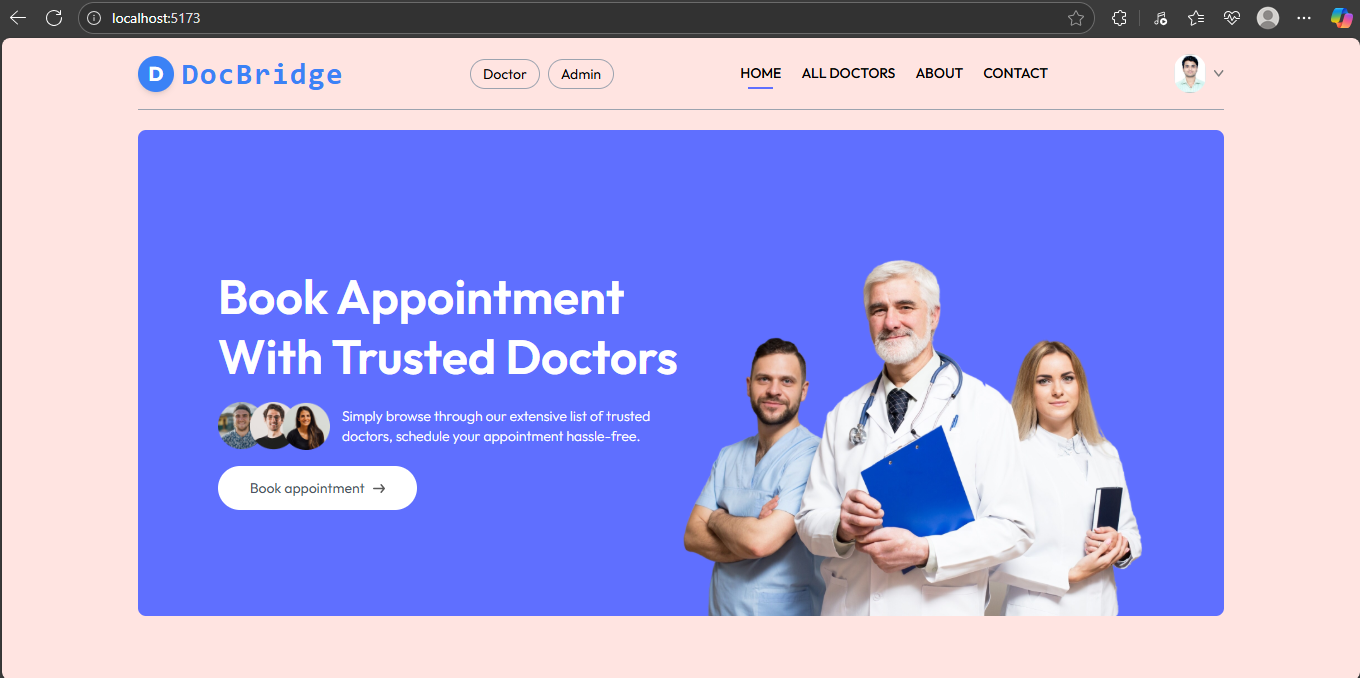 localhost:5173
D DocBridge
Doctor
Admin
HOME
ALL DOCTORS
ABOUT
CONTACT
Book Appointment
With Trusted Doctors
Simply browse through our extensive list of trusted
doctors, schedule your appointment hassle-free.
Book appointment →